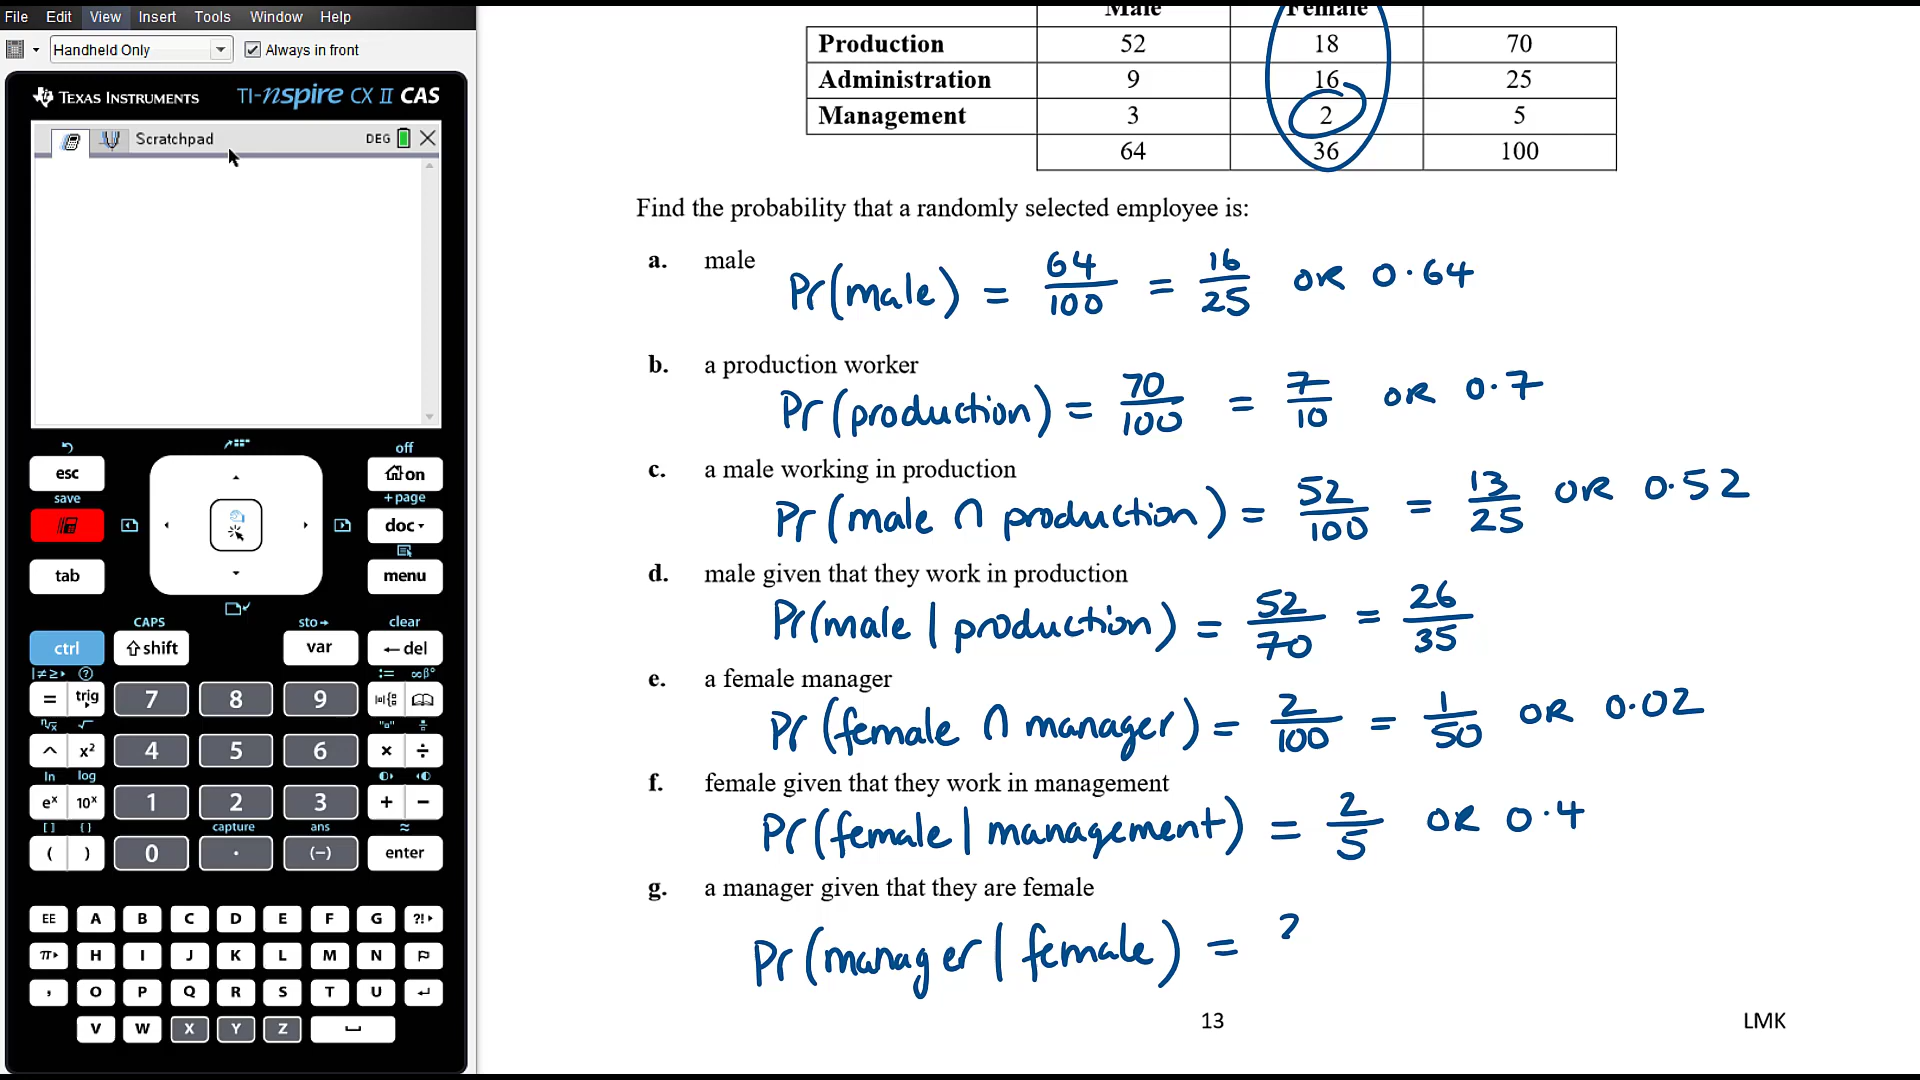 File Edit View Insert Tools Window Help
Handheld Only Always in front
TEXAS INSTRUMENTS TI-nspire CX II CAS
Scratchpad DEG
off
esc on
save +page
doc
tab menu
CAPS sto→ clear
ctrl ⇧shift var ←del
|≠≥▸ ? := ∞β°
= trig 7 8 9
n√x √ "□" ÷
^ x² 4 5 6 × ÷
ln log
eˣ 10ˣ 1 2 3 + −
[ ] { } capture ans ≈
( ) 0 . (−) enter
EE A B C D E F G ?!▸
π▸ H I J K L M N
, O P Q R S T U ↵
V W X Y Z
Male Female
Production 52 18 70
Administration 9 16 25
Management 3 2 5
64 36 100
Find the probability that a randomly selected employee is:
a. male
Pr(male) = 64/100 = 16/25 OR 0.64
b. a production worker
Pr(production) = 70/100 = 7/10 OR 0.7
c. a male working in production
Pr(male ∩ production) = 52/100 = 13/25 OR 0.52
d. male given that they work in production
Pr(male | production) = 52/70 = 26/35
e. a female manager
Pr(female ∩ manager) = 2/100 = 1/50 OR 0.02
f. female given that they work in management
Pr(female | management) = 2/5 OR 0.4
g. a manager given that they are female
Pr(manager | female) =
13 LMK